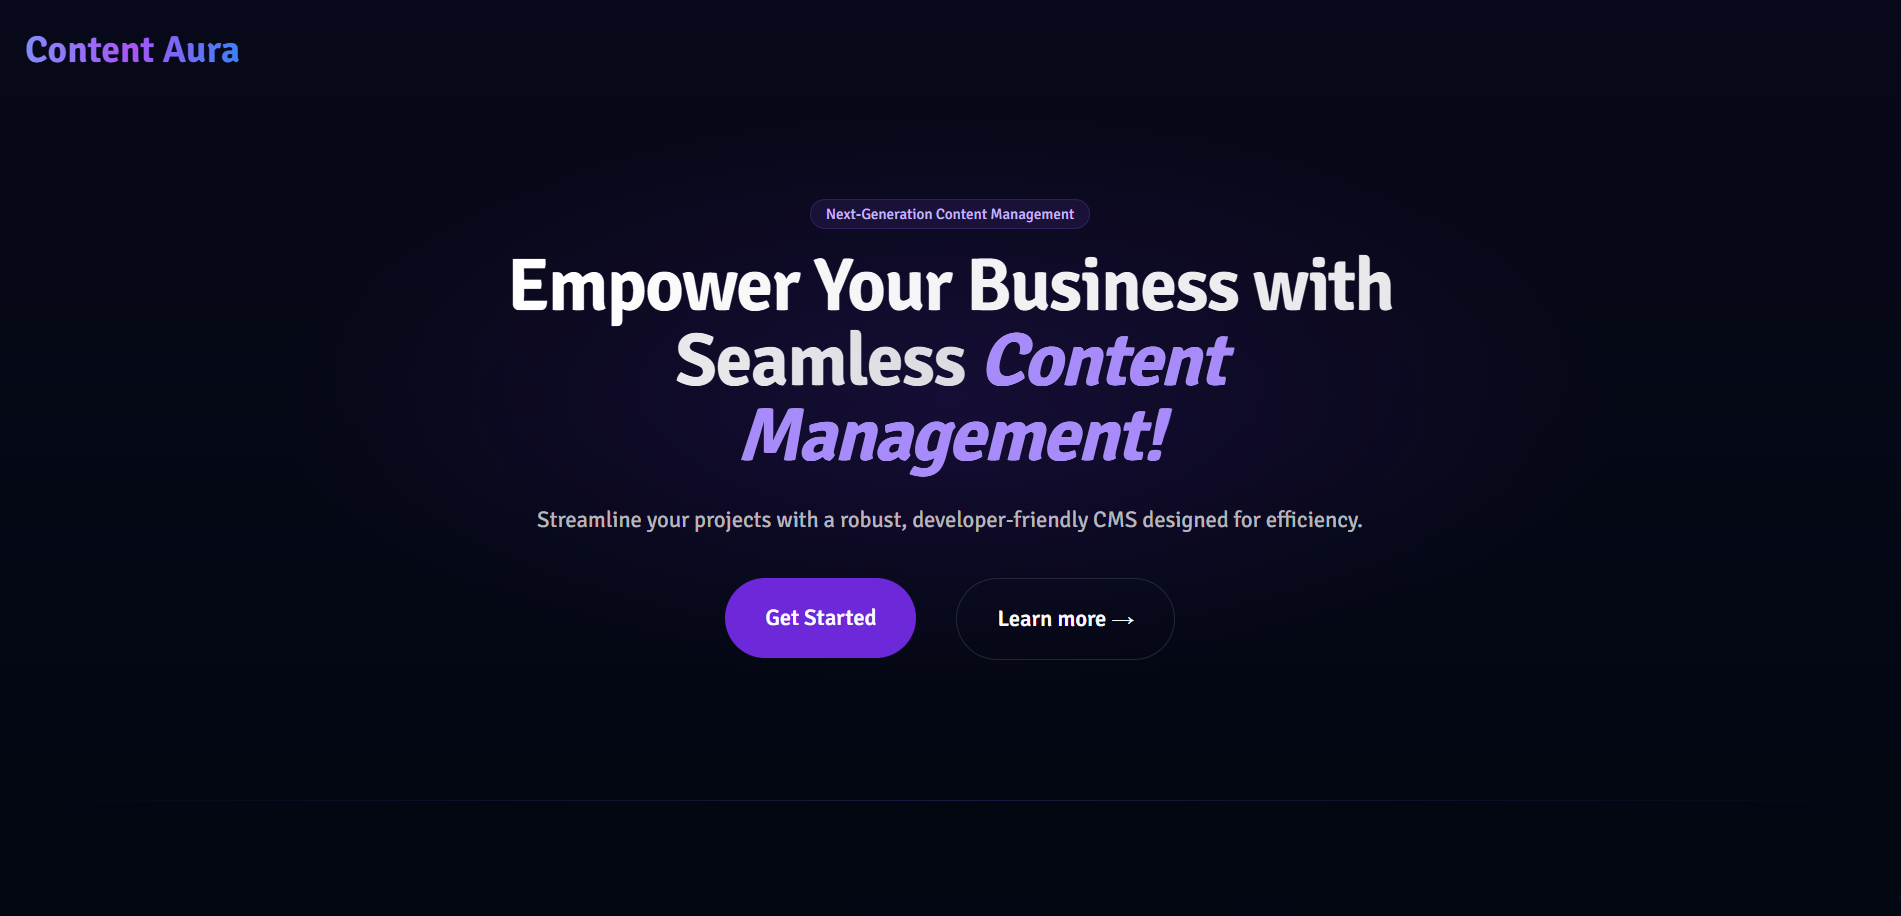 Content Aura
Next-Generation Content Management
Empower Your Business with
Seamless Content
Management!
Streamline your projects with a robust, developer-friendly CMS designed for efficiency.
Get Started
Learn more →